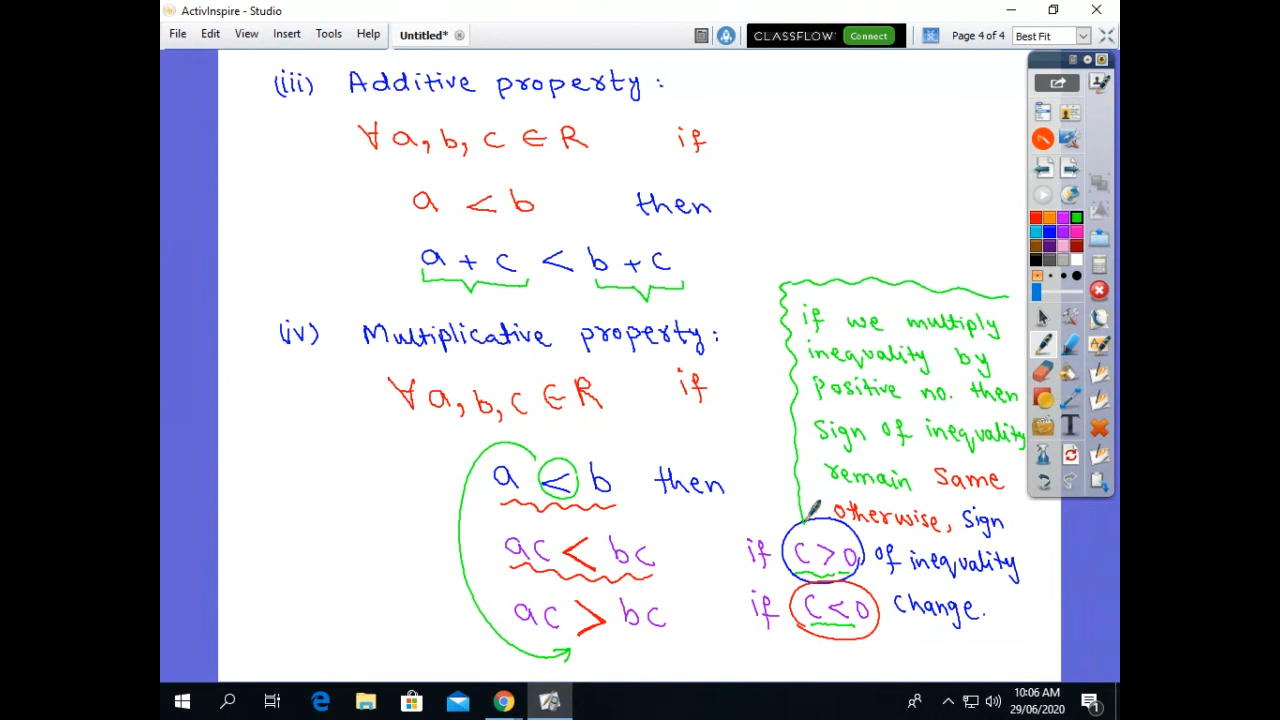 ActivInspire - Studio
File Edit View Insert Tools Help Untitled* CLASSFLOW Connect Page 4 of 4 Best Fit
(iii) Additive property:
∀ a, b, c ∈ R if
a < b then
a + c < b + c
(iv) Multiplicative property:
∀ a, b, c ∈ R if
a < b then
ac < bc if c > 0
ac > bc if c < 0
if we multiply
inequality by
Positive no. then
Sign of inequality
remain Same
otherwise, Sign
of inequality
change.
10:06 AM
29/06/2020
1